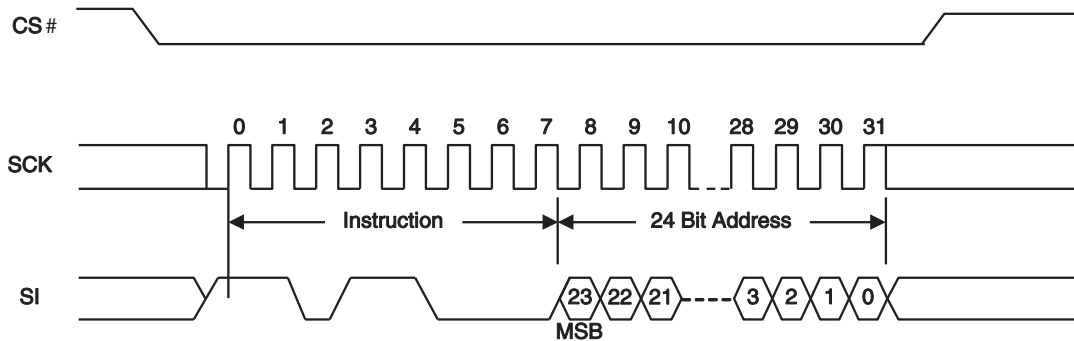 CS #
0 1 2 3 4 5 6 7 8 9 10 28 29 30 31
SCK
Instruction 24 Bit Address
SI 23 22 21 3 2 1 0
MSB